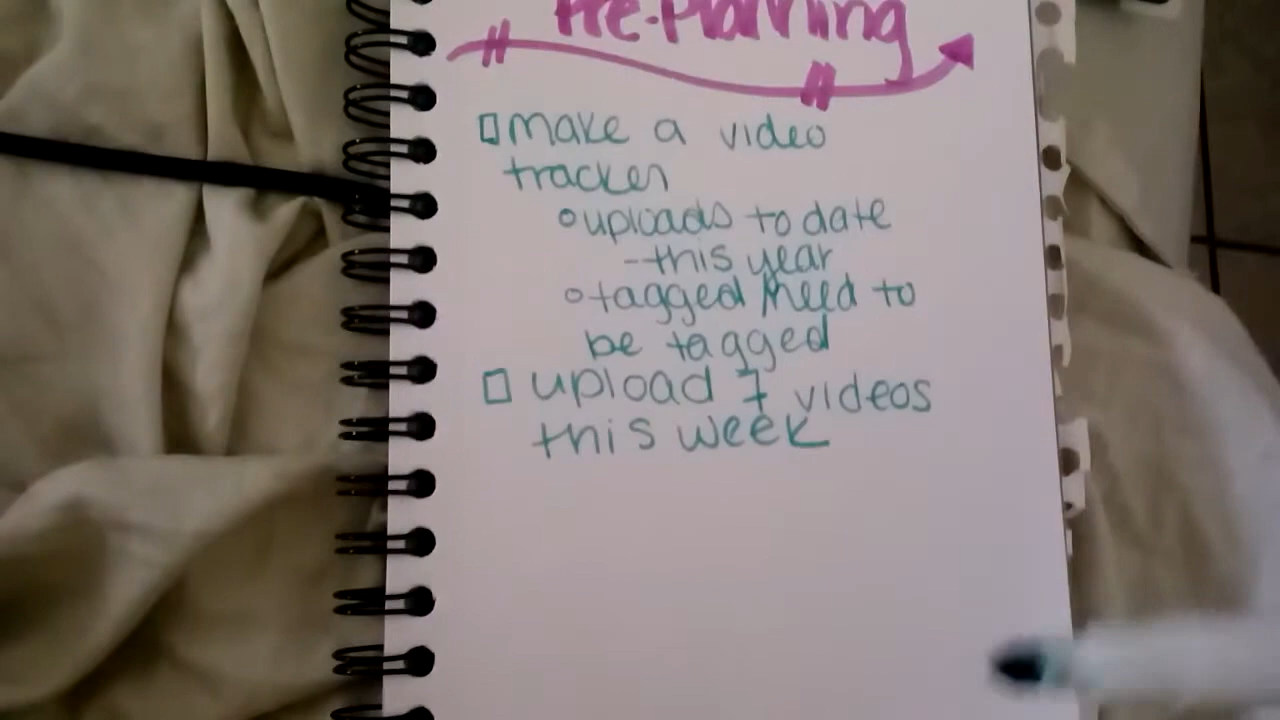 Pre-Planning
make a video
tracker
uploads to date
- this year
tagged/need to
be tagged
upload 7 videos
this week